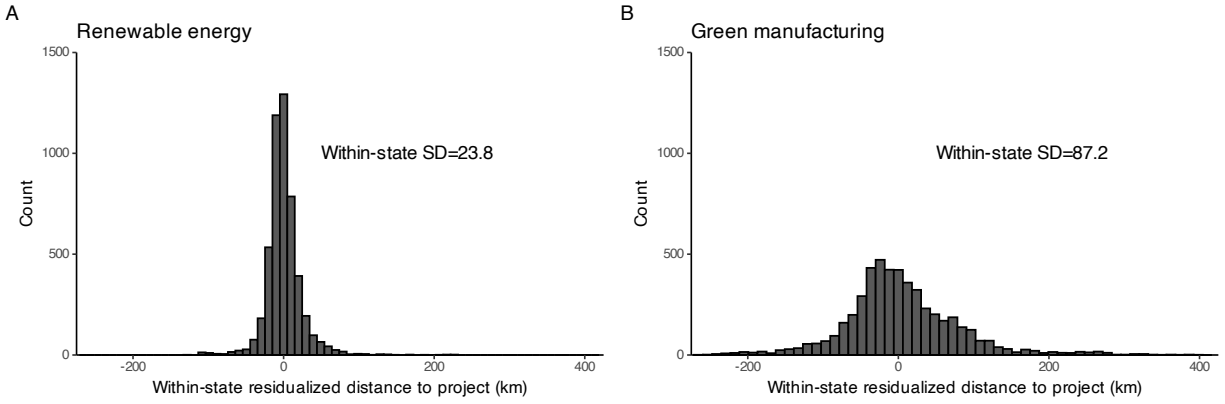 A
Renewable energy
1500
1000
500
0
Count
Within-state SD=23.8
-200
0
200
400
Within-state residualized distance to project (km)
B
Green manufacturing
1500
1000
500
0
Count
Within-state SD=87.2
-200
0
200
400
Within-state residualized distance to project (km)